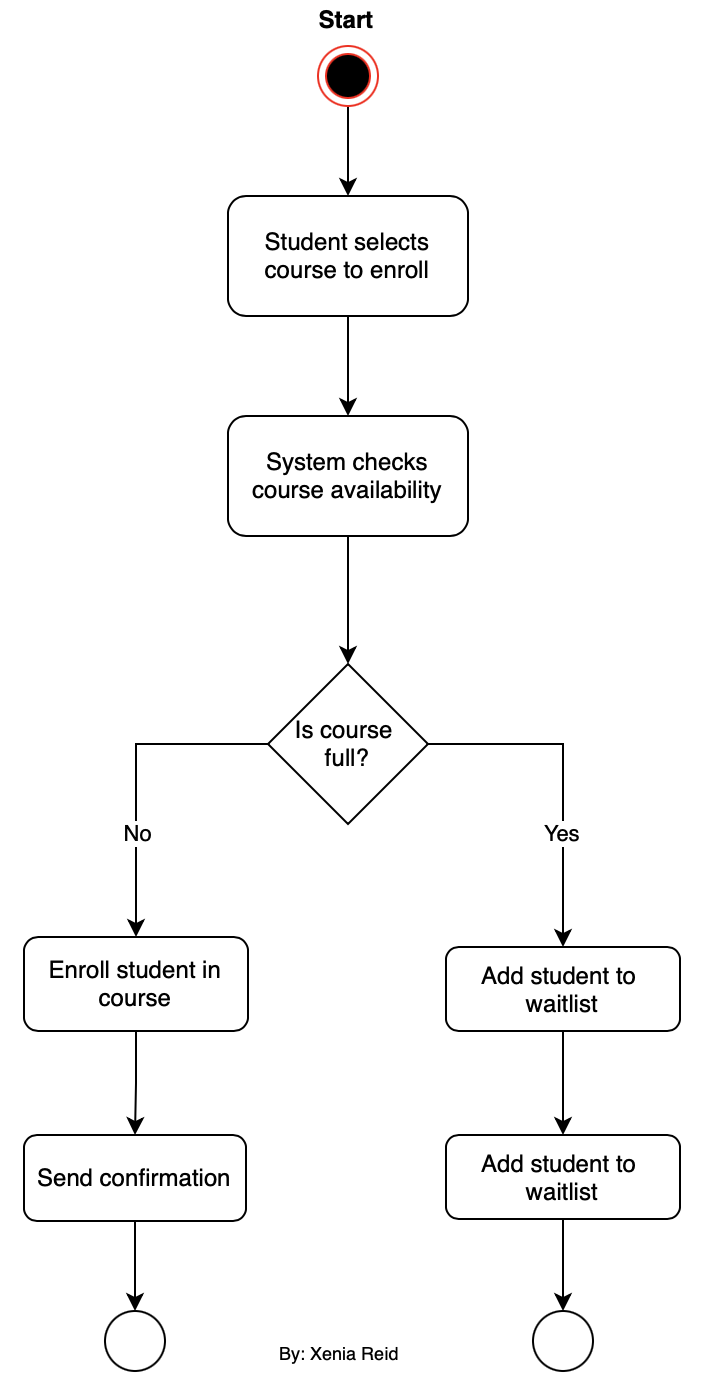 Start
Student selects
course to enroll
System checks
course availability
Is course
full?
No
Yes
Enroll student in
course
Add student to
waitlist
Send confirmation
Add student to
waitlist
By: Xenia Reid